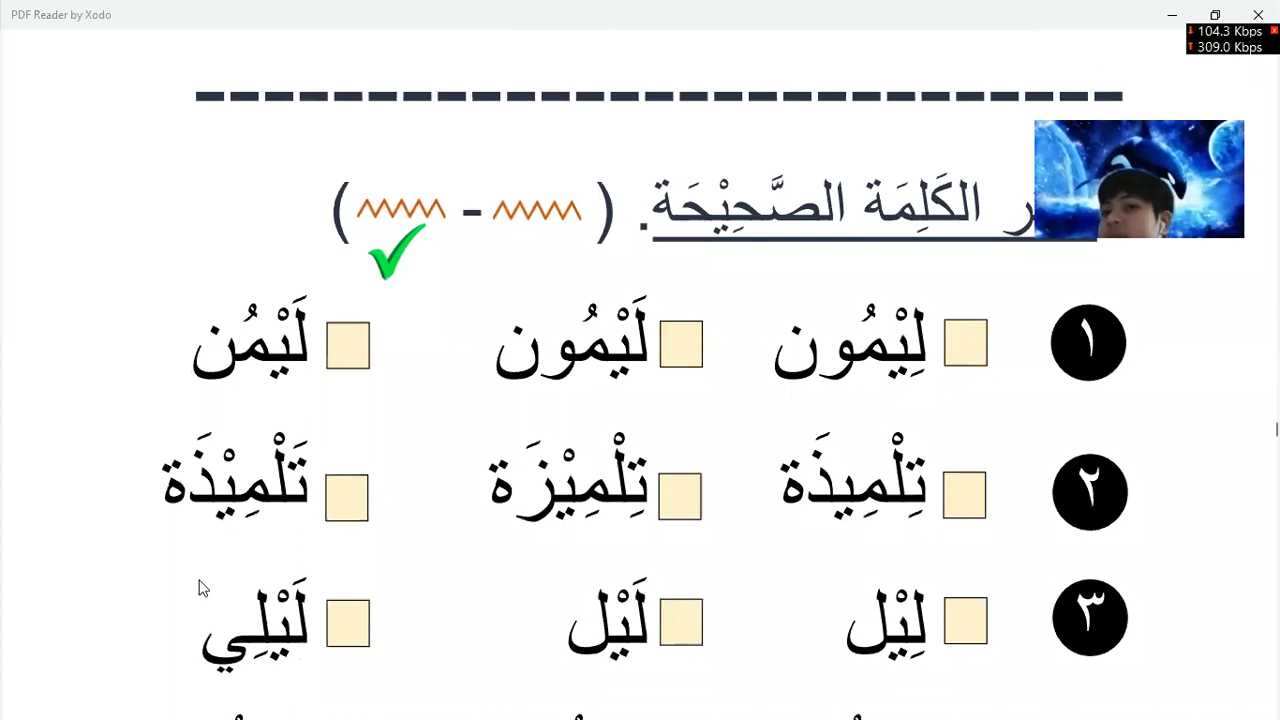 PDF Reader by Xodo
104.3 Kbps
309.0 Kbps
الكَلِمَة الصَّحِيْحَة. ( - )
١ لِيْمُون لَيْمُون لَيْمُن
٢ تِلْمِيذَة تِلْمِيْزَة تَلْمِيْذَة
٣ لِيْل لَيْل لَيْلِي